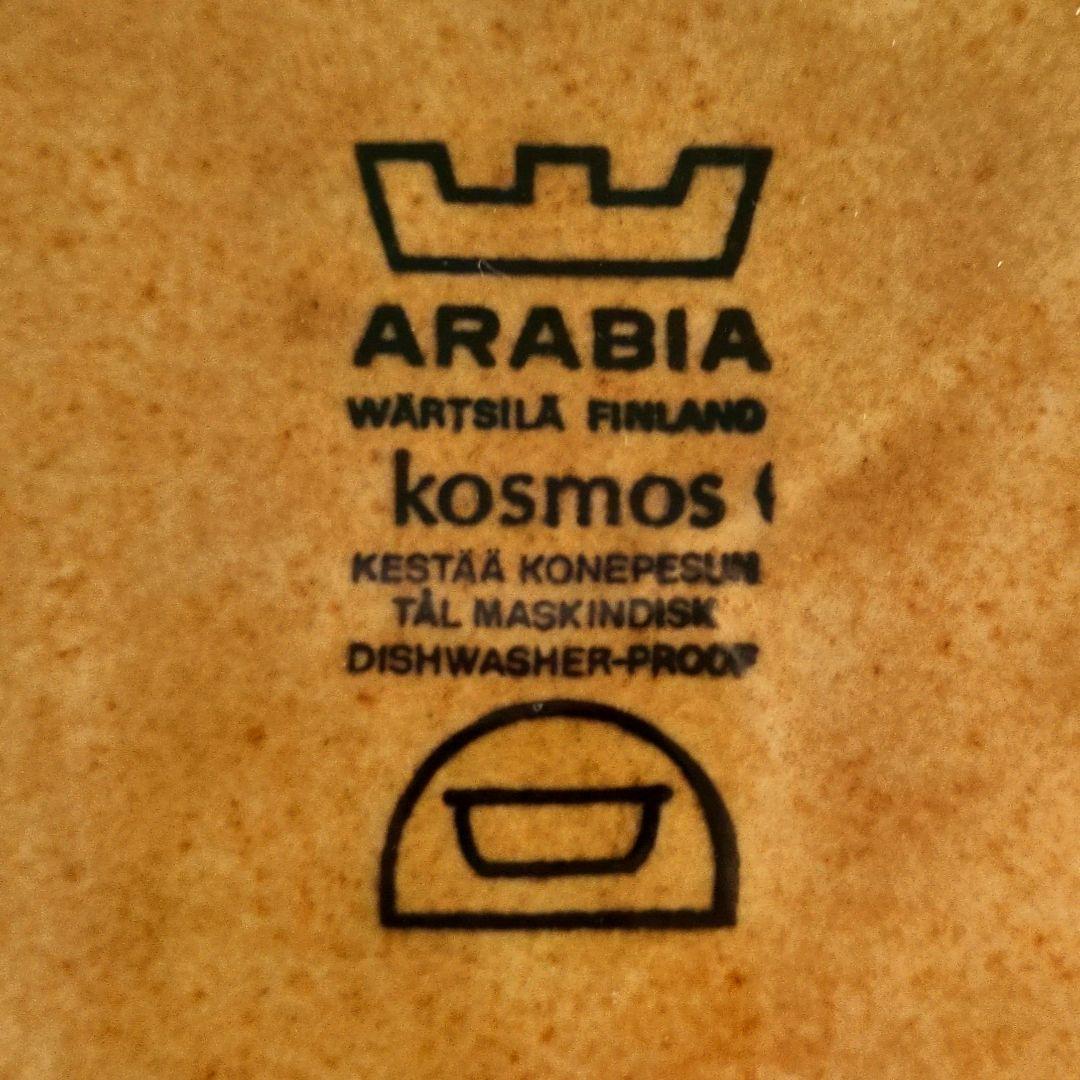 ARABIA
WÄRTSILÄ FINLAND
kosmos
KESTÄÄ KONEPESUN
TÅL MASKINDISK
DISHWASHER-PROOF